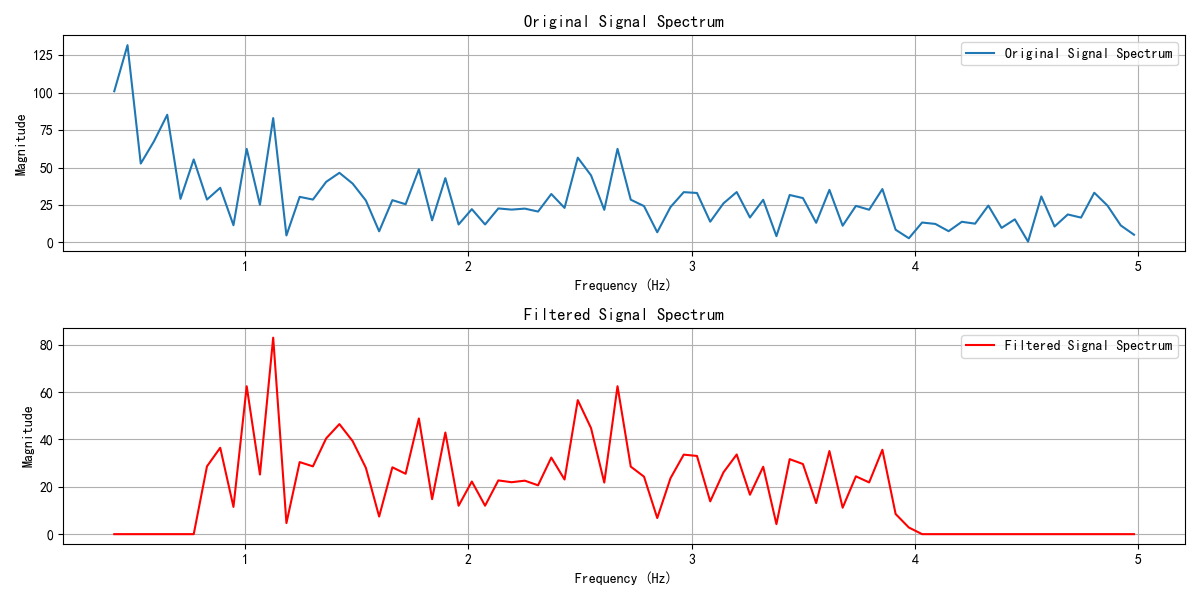 Original Signal Spectrum
Original Signal Spectrum
Magnitude
125
100
75
50
25
0
1 2 3 4 5
Frequency (Hz)
Filtered Signal Spectrum
Filtered Signal Spectrum
Magnitude
80
60
40
20
0
1 2 3 4 5
Frequency (Hz)